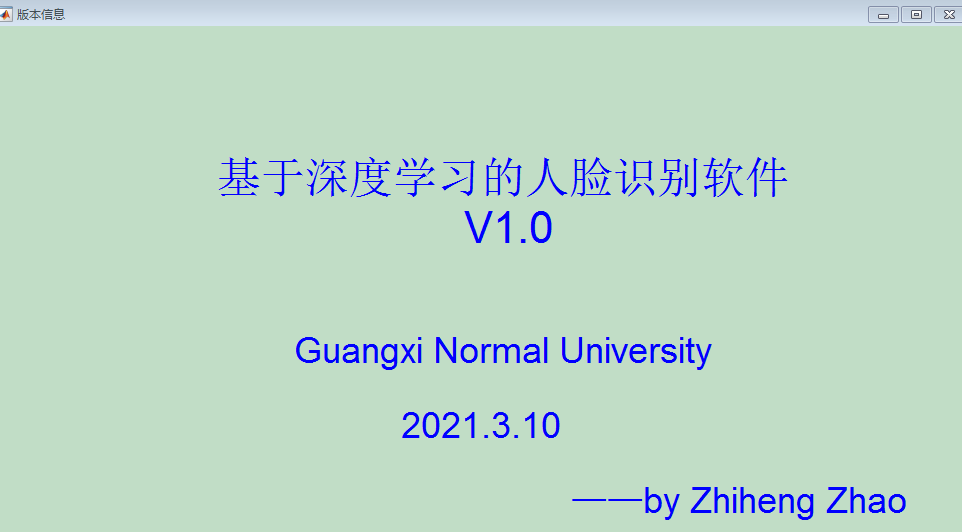 版本信息
基于深度学习的人脸识别软件
V1.0
Guangxi Normal University
2021.3.10
——by Zhiheng Zhao